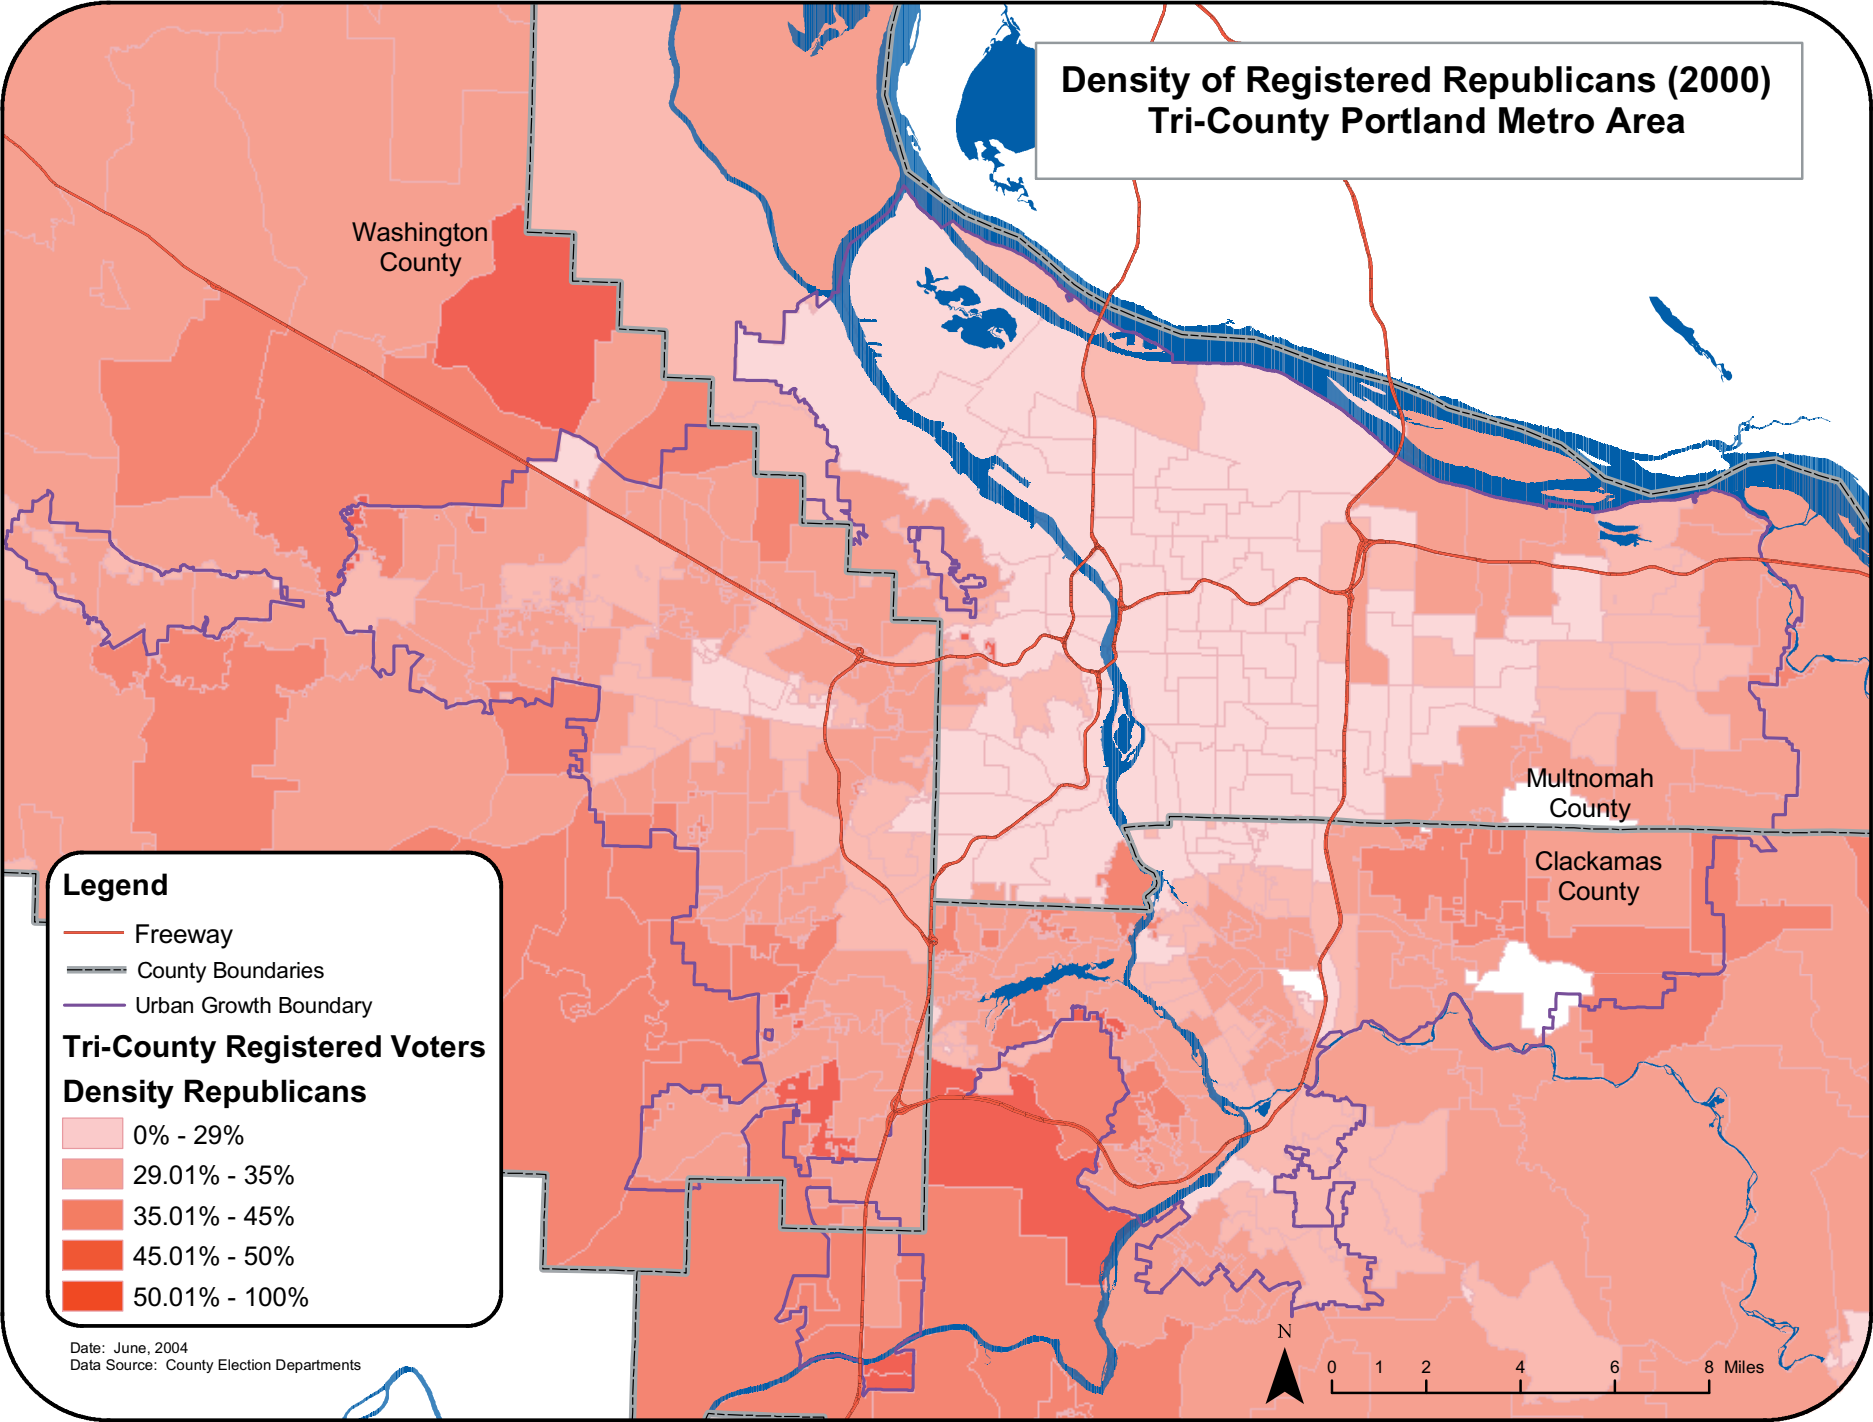 Density of Registered Republicans (2000)
Tri-County Portland Metro Area
Washington
County
Multnomah
County
Clackamas
County
Legend
Freeway
County Boundaries
Urban Growth Boundary
Tri-County Registered Voters
Density Republicans
0% - 29%
29.01% - 35%
35.01% - 45%
45.01% - 50%
50.01% - 100%
Date: June, 2004
Data Source: County Election Departments
N
0 1 2 4 6 8 Miles